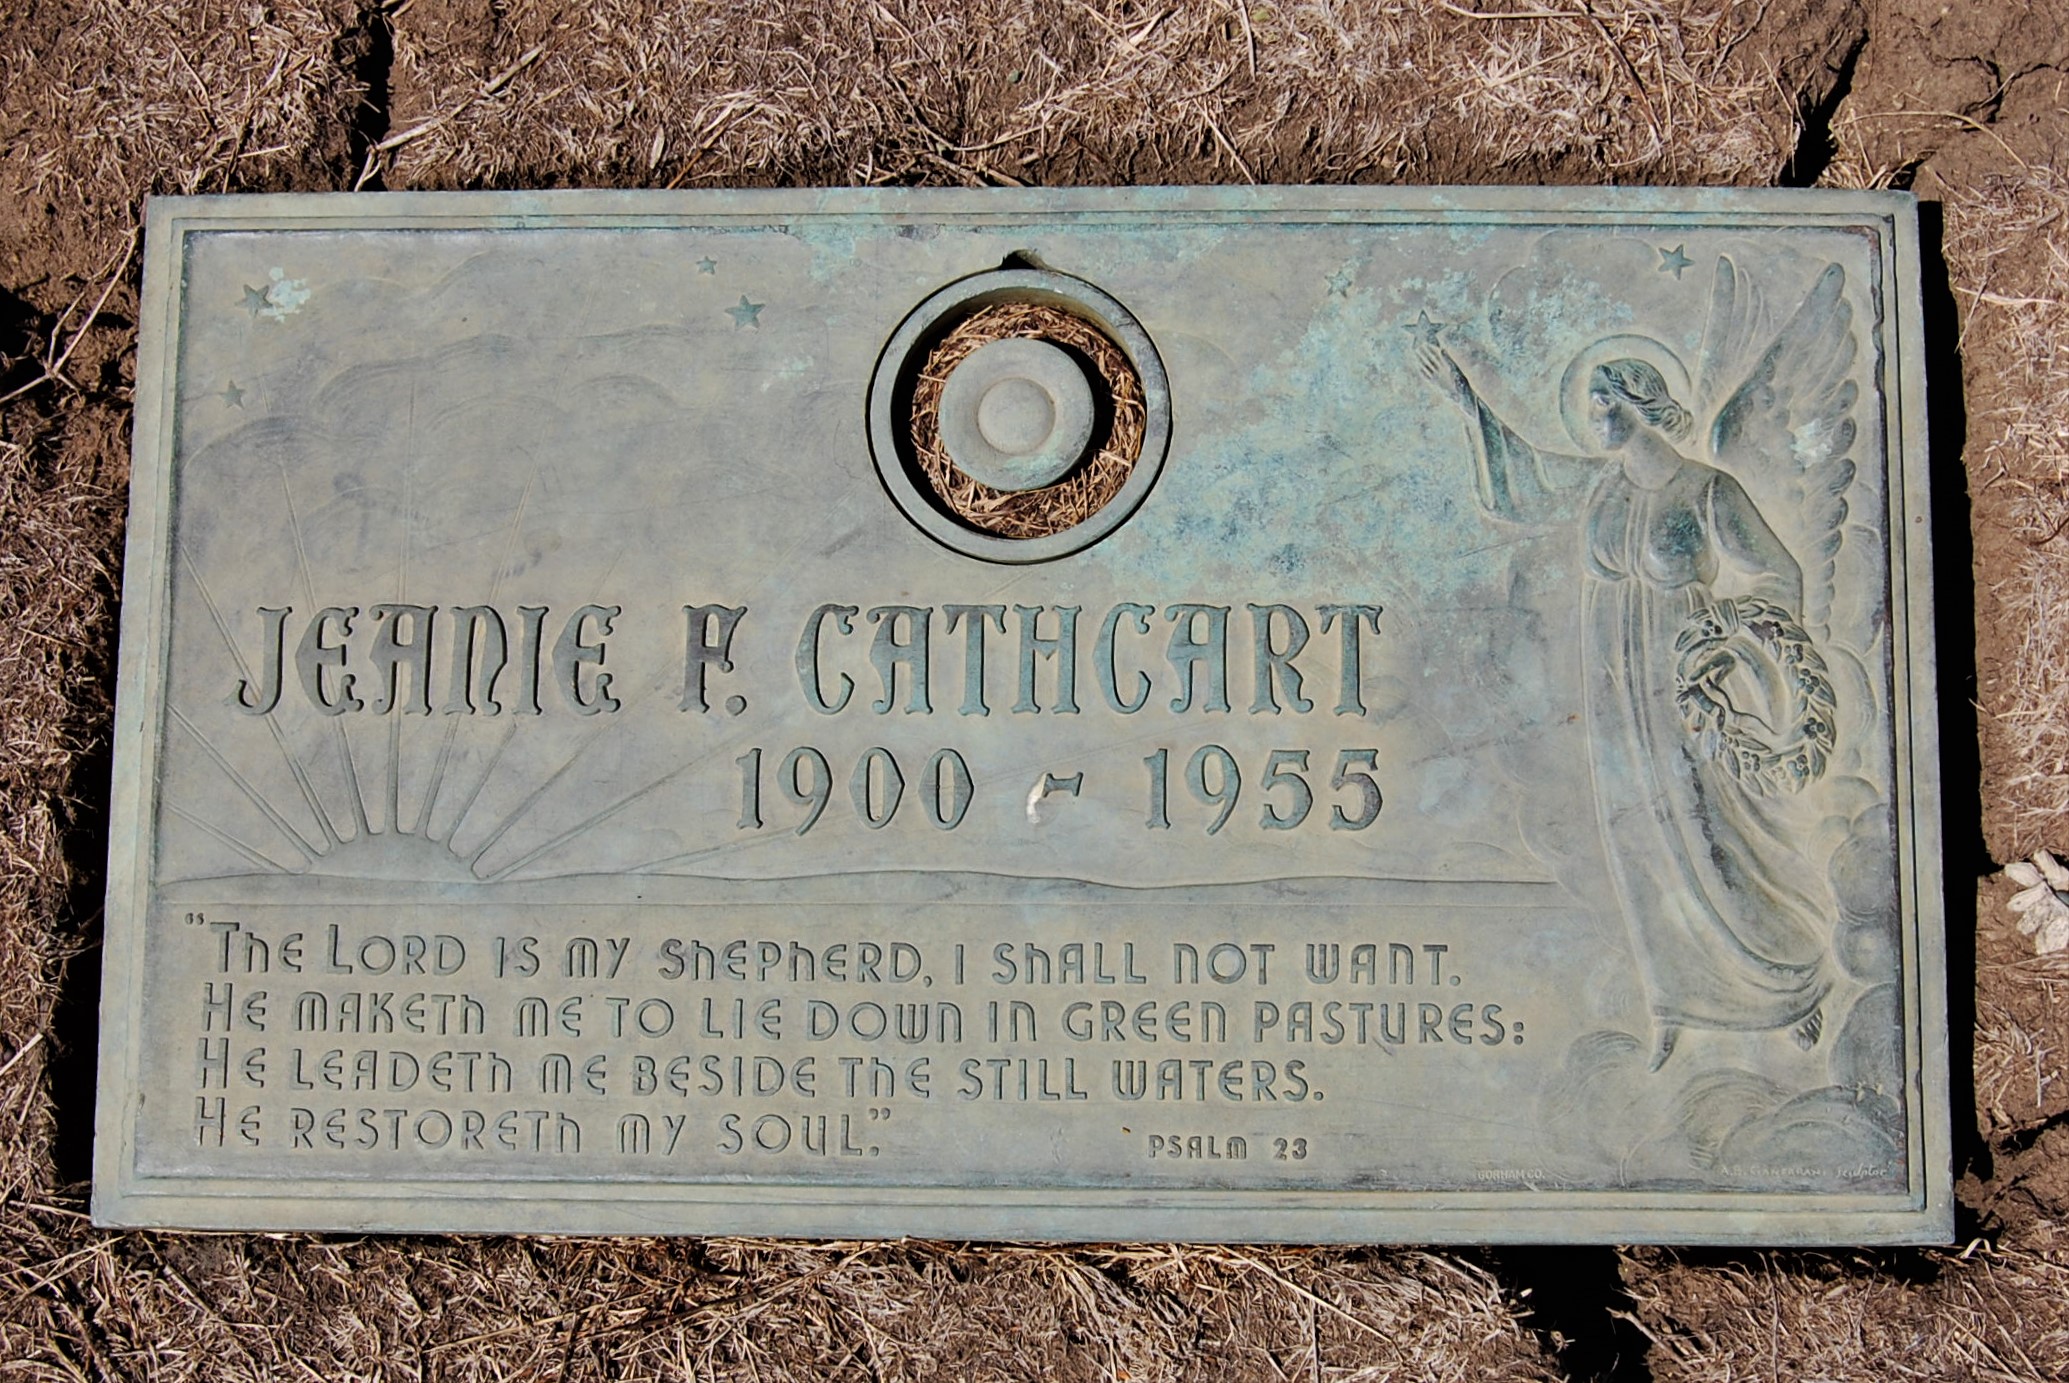 JEANIE F. CATHCART
1900 - 1955
"The Lord is my shepherd, I shall not want.
He maketh me to lie down in green pastures:
He leadeth me beside the still waters.
He restoreth my soul."
PSALM 23
GORHAM CO.
Sculptor